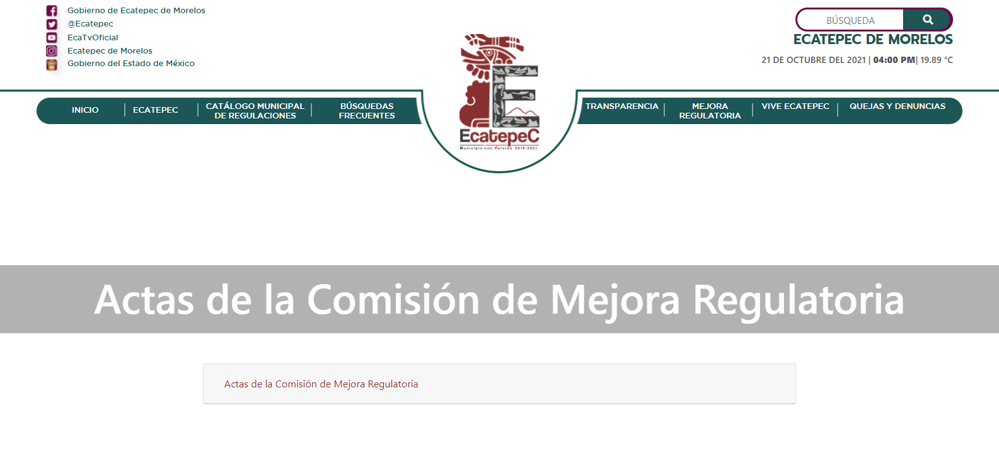 Gobierno de Ecatepec de Morelos
@Ecatepec
EcaTvOficial
Ecatepec de Morelos
Gobierno del Estado de México
BÚSQUEDA
ECATEPEC DE MORELOS
21 DE OCTUBRE DEL 2021 | 04:00 PM| 19.89 °C
INICIO
ECATEPEC
CATÁLOGO MUNICIPAL
DE REGULACIONES
BÚSQUEDAS
FRECUENTES
E
EcatepeC
Municipio con Valores 2019-2021
TRANSPARENCIA
MEJORA
REGULATORIA
VIVE ECATEPEC
QUEJAS Y DENUNCIAS
Actas de la Comisión de Mejora Regulatoria
Actas de la Comisión de Mejora Regulatoria